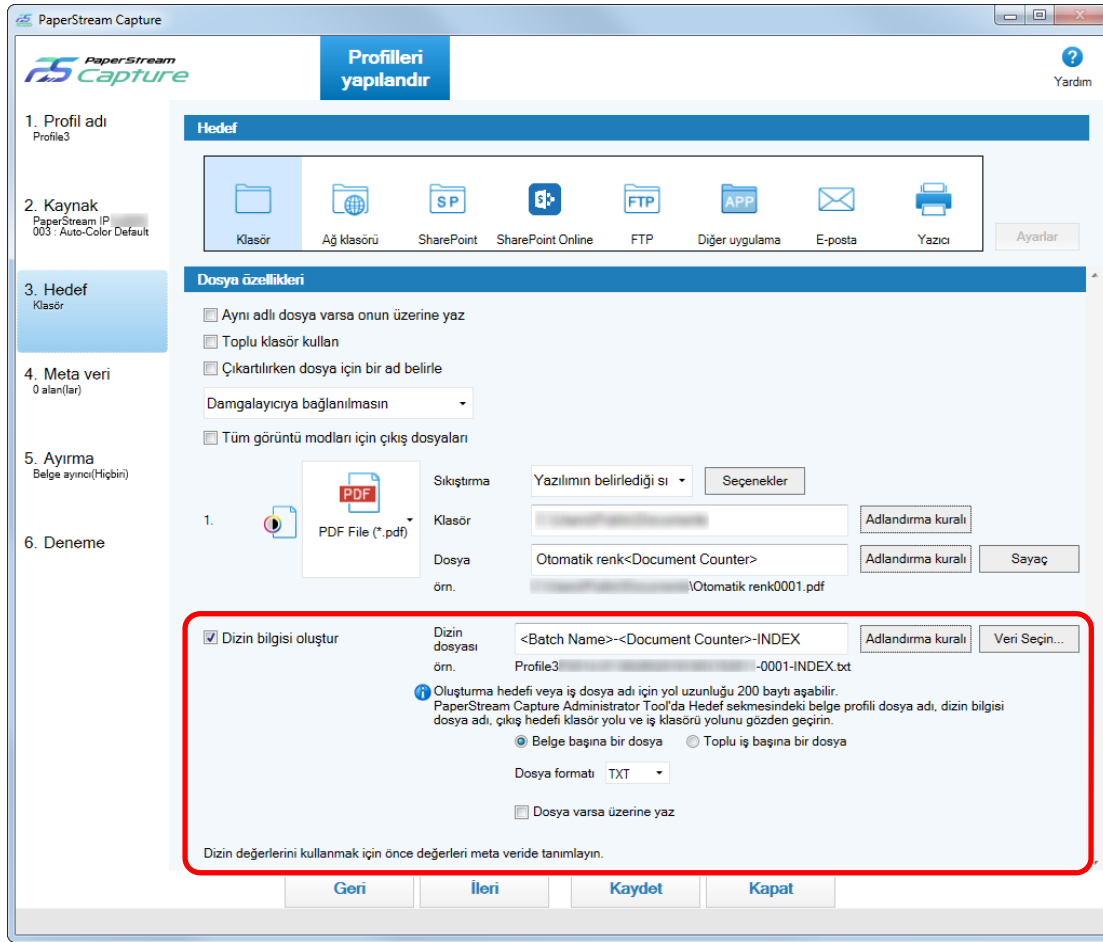 PaperStream Capture
PaperStream
Capture
Profilleri
yapılandır
Yardım
1. Profil adı
Profile3
2. Kaynak
PaperStream IP
003 : Auto-Color Default
3. Hedef
Klasör
4. Meta veri
0 alan(lar)
5. Ayırma
Belge ayırıcı(Hiçbiri)
6. Deneme
Hedef
SP
FTP
APP
Klasör
Ağ klasörü
SharePoint
SharePoint Online
FTP
Diğer uygulama
E-posta
Yazıcı
Ayarlar
Dosya özellikleri
Aynı adlı dosya varsa onun üzerine yaz
Toplu klasör kullan
Çıkartılırken dosya için bir ad belirle
Damgalayıcıya bağlanılmasın
Tüm görüntü modları için çıkış dosyaları
1.
PDF
PDF File (*.pdf)
Sıkıştırma
Yazılımın belirlediği sı
Seçenekler
Klasör
Adlandırma kuralı
Dosya
Otomatik renk<Document Counter>
Adlandırma kuralı
Sayaç
örn.
\Otomatik renk0001.pdf
Dizin bilgisi oluştur
Dizin
dosyası
<Batch Name>-<Document Counter>-INDEX
Adlandırma kuralı
Veri Seçin...
örn.
Profile3 -0001-INDEX.txt
Oluşturma hedefi veya iş dosya adı için yol uzunluğu 200 baytı aşabilir.
PaperStream Capture Administrator Tool'da Hedef sekmesindeki belge profili dosya adı, dizin bilgisi
dosya adı, çıkış hedefi klasör yolu ve iş klasörü yolunu gözden geçirin.
Belge başına bir dosya
Toplu iş başına bir dosya
Dosya formatı
TXT
Dosya varsa üzerine yaz
Dizin değerlerini kullanmak için önce değerleri meta veride tanımlayın.
Geri
İleri
Kaydet
Kapat